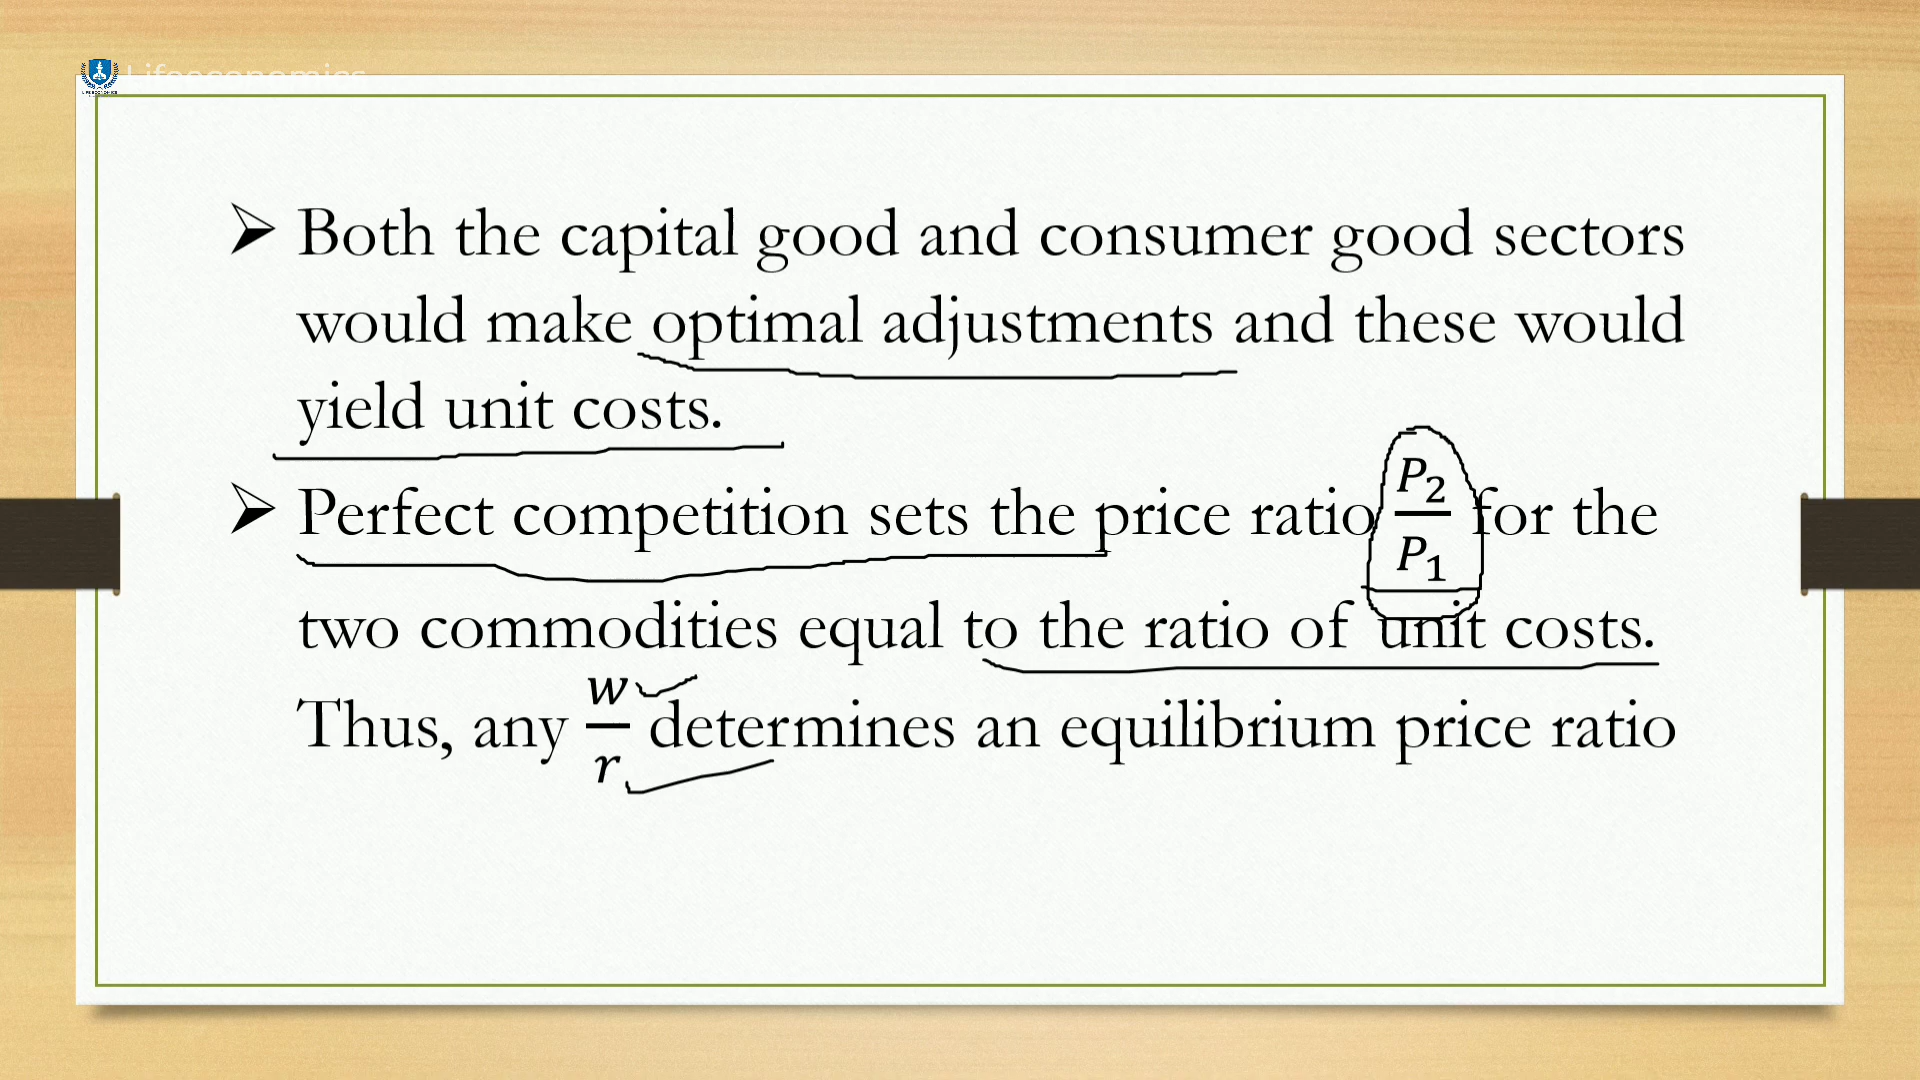 Lifeeconomics
➢ Both the capital good and consumer good sectors
would make optimal adjustments and these would
yield unit costs.
➢ Perfect competition sets the price ratio P₂/P₁ for the
two commodities equal to the ratio of unit costs.
Thus, any w/r determines an equilibrium price ratio